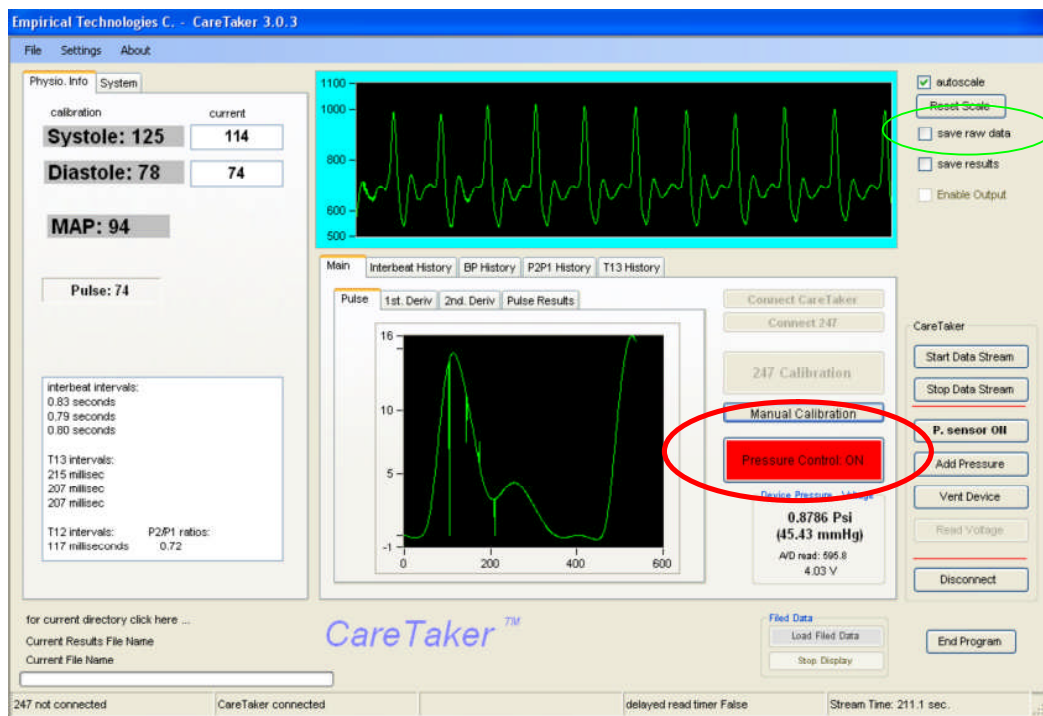 Empirical Technologies C. - CareTaker 3.0.3
File Settings About
Physio. Info System
calibration current
Systole: 125 114
Diastole: 78 74
MAP: 94
Pulse: 74
interbeat intervals:
0.83 seconds
0.79 seconds
0.80 seconds
T13 intervals:
215 millisec
207 millisec
207 millisec
T12 intervals: P2/P1 ratios:
117 milliseconds 0.72
1100
1000
800
600
500
autoscale
Reset Scale
save raw data
save results
Enable Output
Main Interbeat History BP History P2P1 History T13 History
Pulse 1st. Deriv 2nd. Deriv Pulse Results
16
10
5
-1
0 200 400 600
Connect CareTaker
Connect 247
247 Calibration
Manual Calibration
Pressure Control: ON
Device Pressure Voltage
0.8786 Psi
(45.43 mmHg)
A/D read: 595.8
4.03 V
CareTaker
Start Data Stream
Stop Data Stream
P. sensor ON
Add Pressure
Vent Device
Read Voltage
Disconnect
for current directory click here ...
Current Results File Name
Current File Name
CareTaker ™
Filed Data
Load Filed Data
Stop Display
End Program
247 not connected CareTaker connected delayed read timer False Stream Time: 211.1 sec.